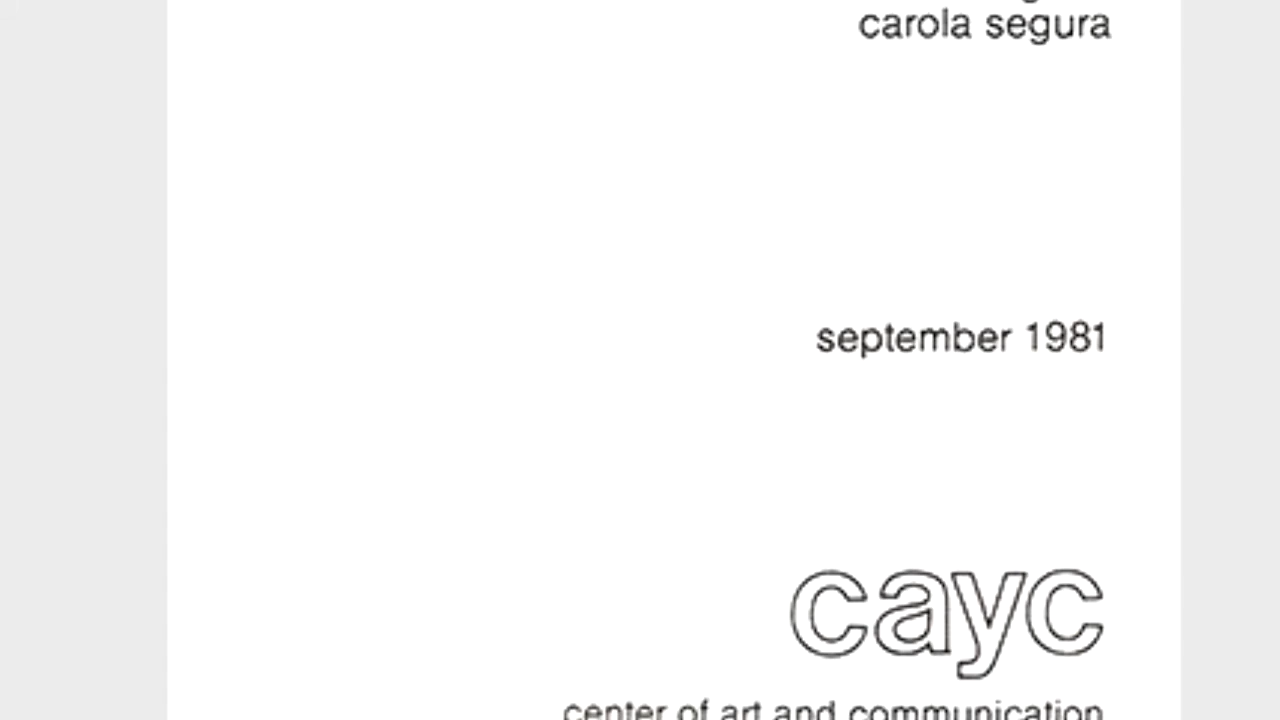 carola segura
september 1981
cayc
center of art and communication